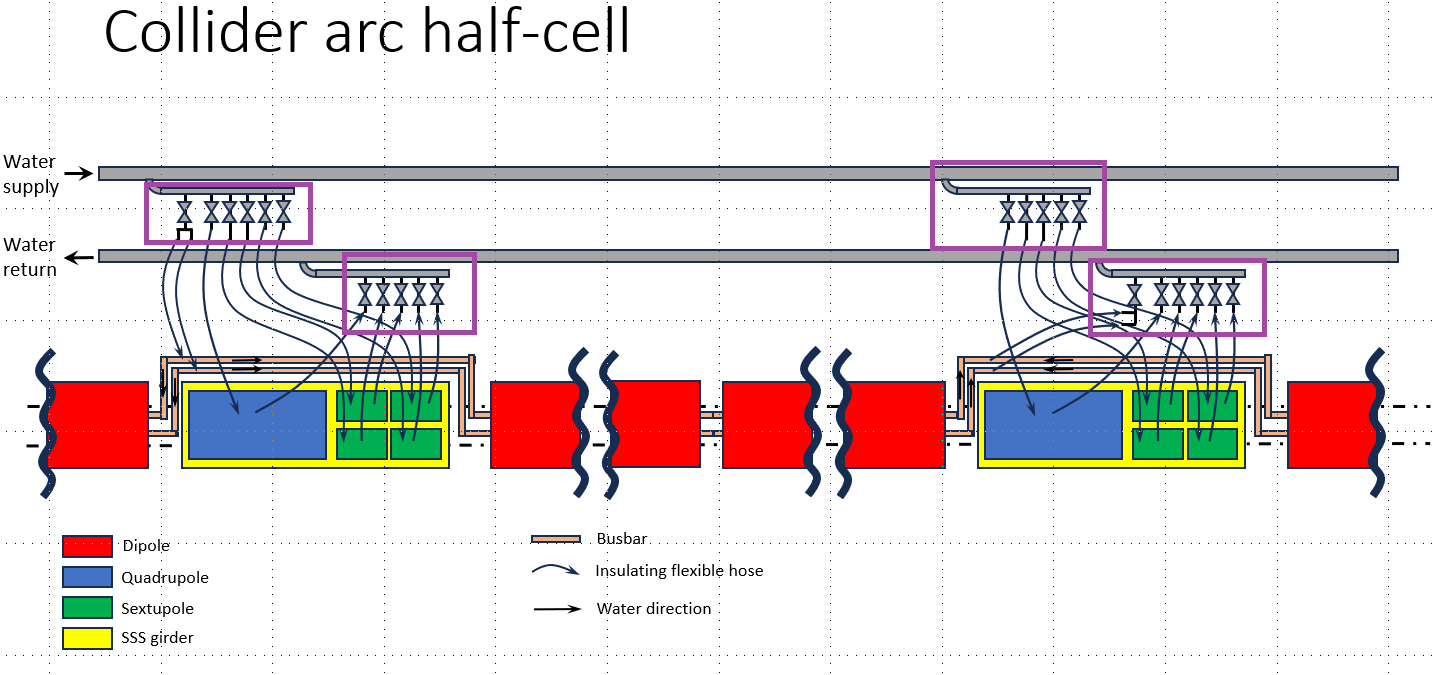 Collider arc half-cell
Water
supply
Water
return
Dipole
Quadrupole
Sextupole
SSS girder
Busbar
Insulating flexible hose
Water direction